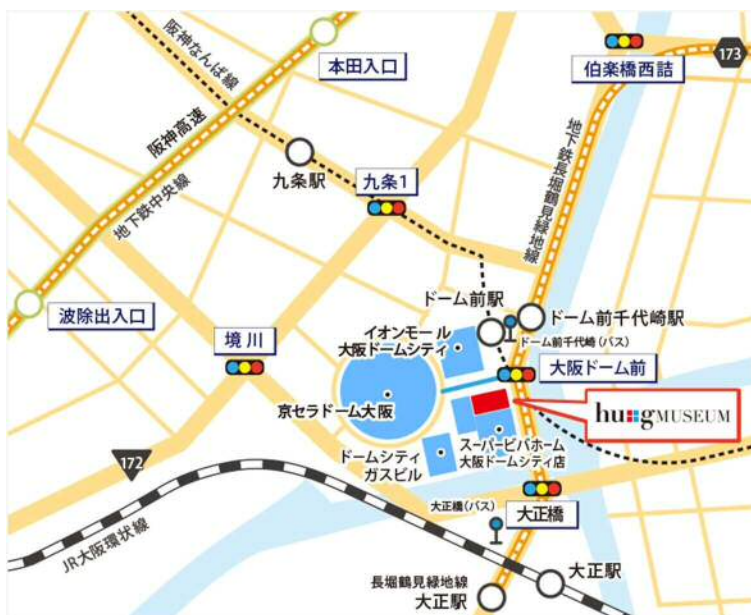 本田入口
伯楽橋西詰
173
阪神なんば線
阪神高速
地下鉄中央線
九条駅
九条1
地下鉄長堀鶴見緑地線
波除出入口
境川
ドーム前駅
ドーム前千代崎駅
ドーム前千代崎(バス)
イオンモール
大阪ドームシティ
大阪ドーム前
京セラドーム大阪
hu::g MUSEUM
スーパービバホーム
大阪ドームシティ店
ドームシティ
ガスビル
172
大正橋(バス)
大正橋
JR大阪環状線
大正駅
長堀鶴見緑地線
大正駅